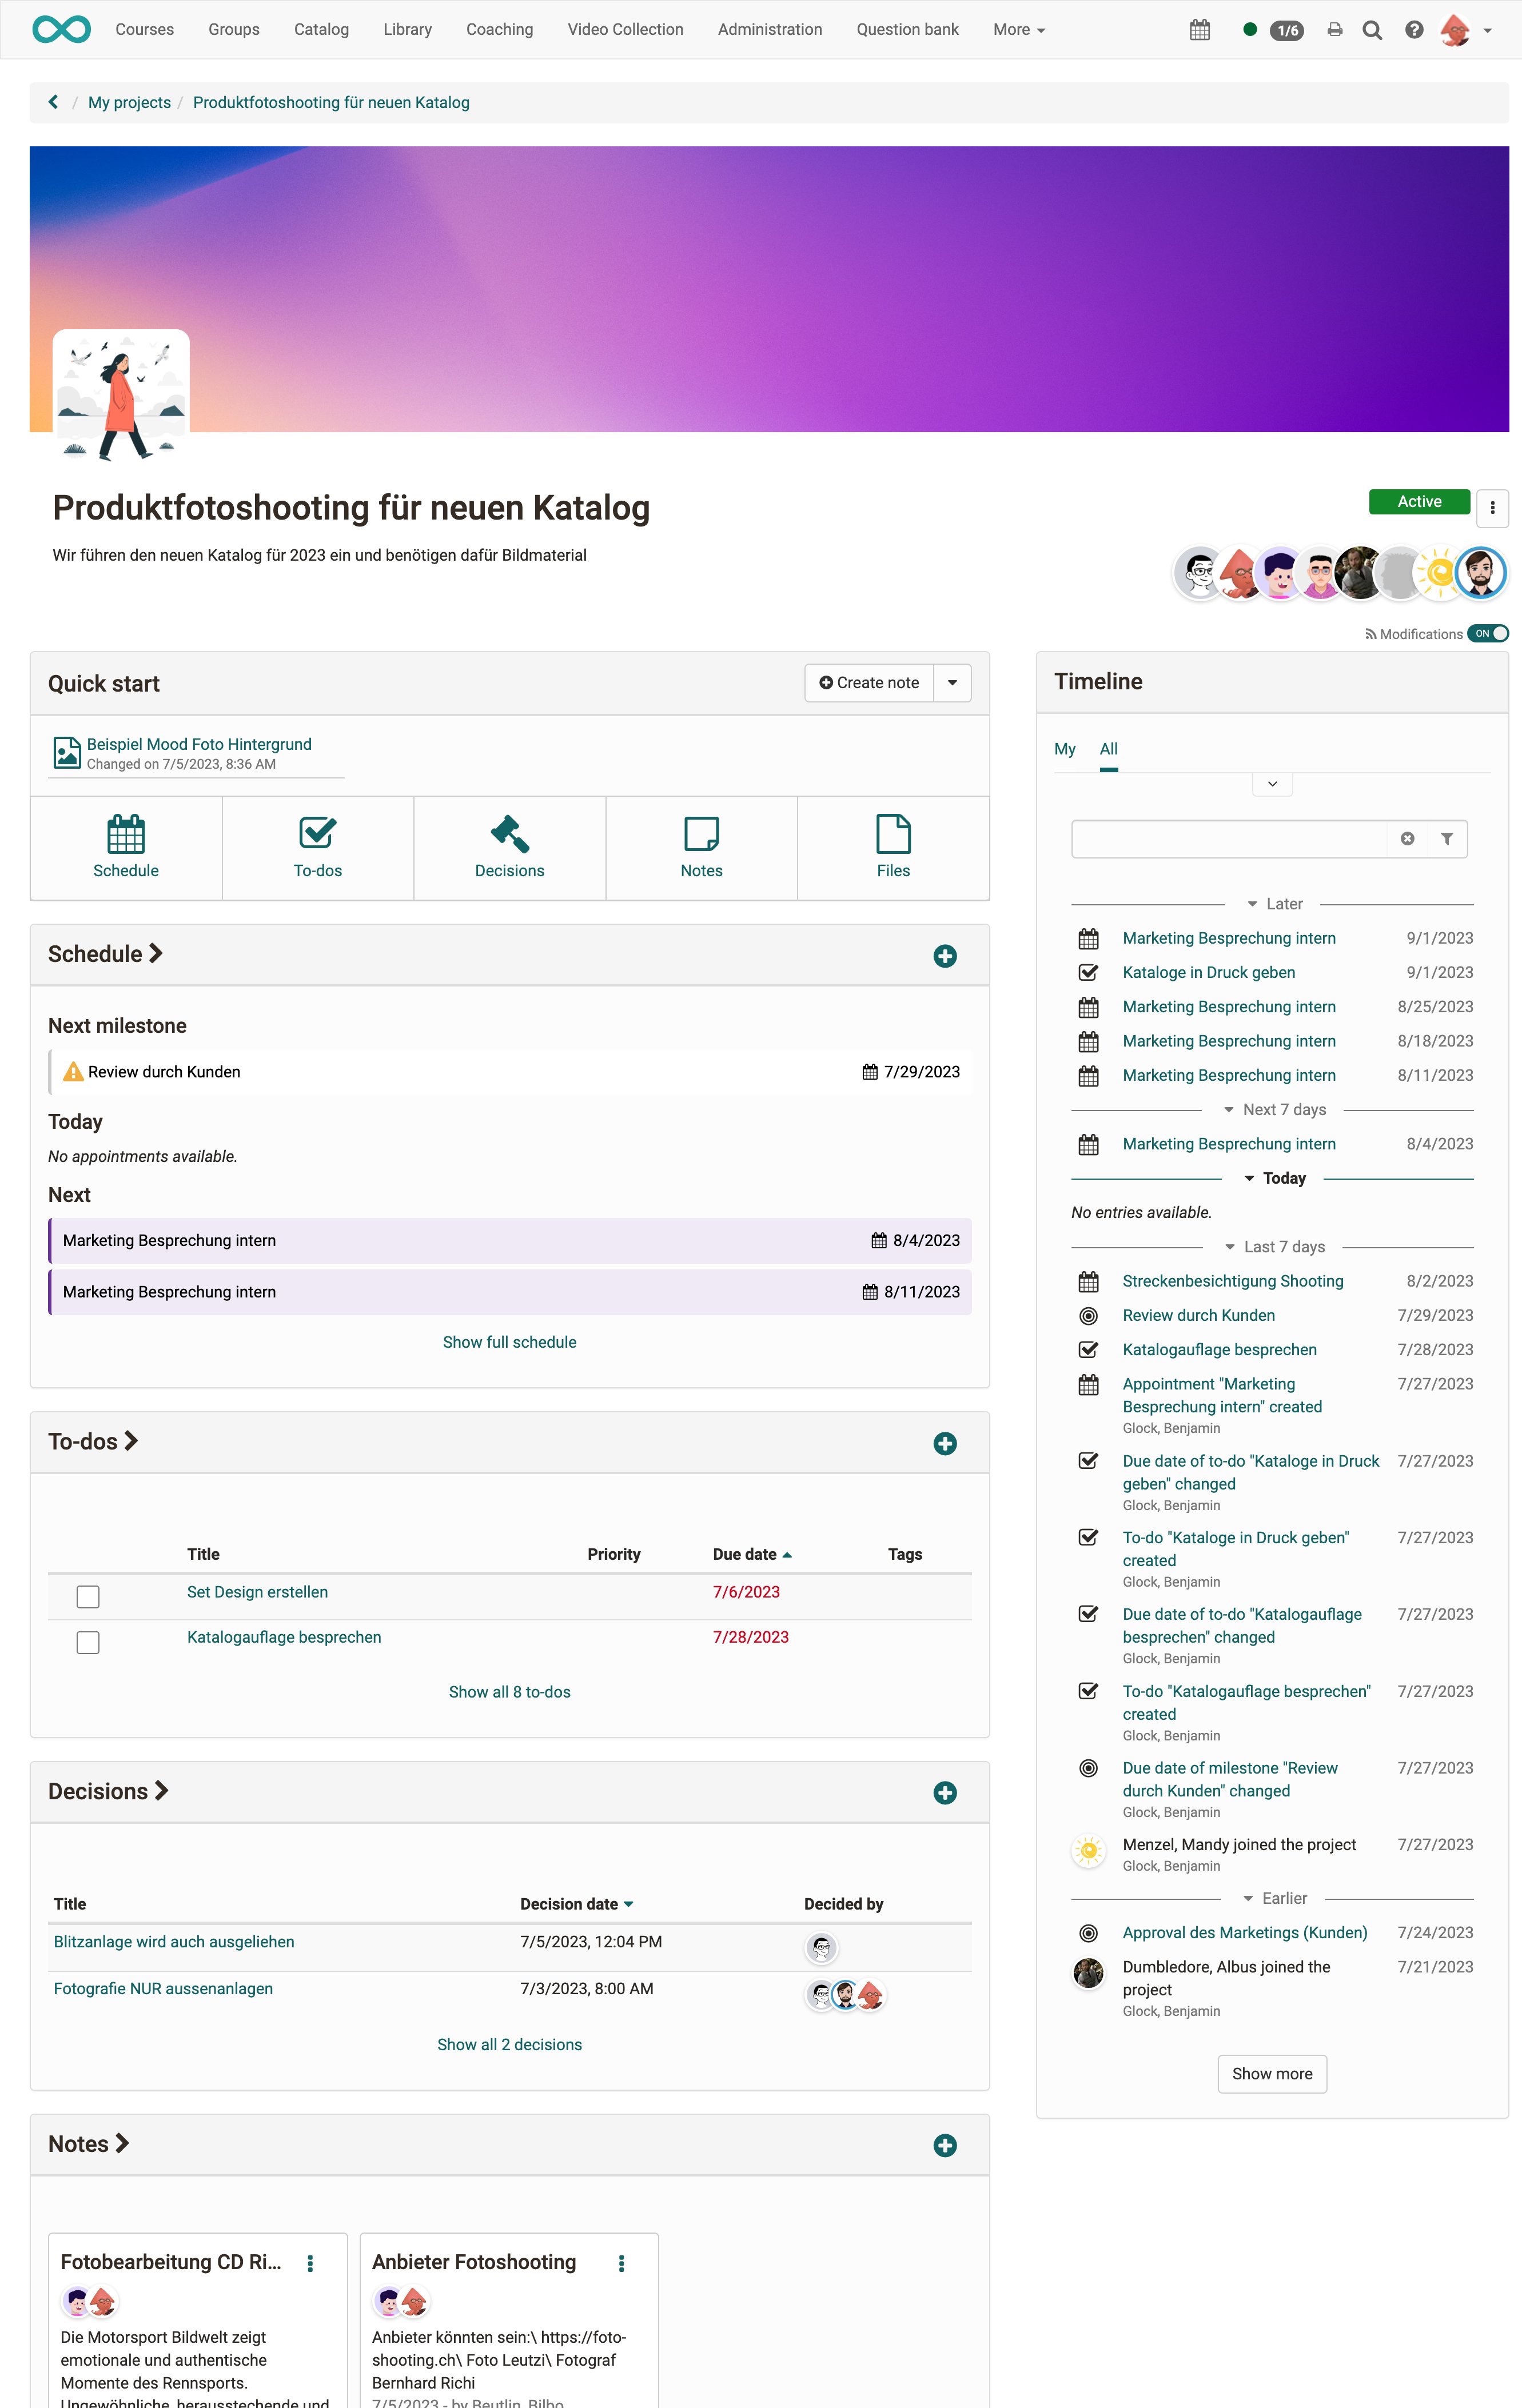 Courses Groups Catalog Library Coaching Video Collection Administration Question bank More 1/6
/ My projects / Produktfotoshooting für neuen Katalog
Produktfotoshooting für neuen Katalog
Active
Wir führen den neuen Katalog für 2023 ein und benötigen dafür Bildmaterial
Modifications ON
Quick start
Create note
Beispiel Mood Foto Hintergrund
Changed on 7/5/2023, 8:36 AM
Schedule To-dos Decisions Notes Files
Schedule
Next milestone
Review durch Kunden 7/29/2023
Today
No appointments available.
Next
Marketing Besprechung intern 8/4/2023
Marketing Besprechung intern 8/11/2023
Show full schedule
To-dos
Title Priority Due date Tags
Set Design erstellen 7/6/2023
Katalogauflage besprechen 7/28/2023
Show all 8 to-dos
Decisions
Title Decision date Decided by
Blitzanlage wird auch ausgeliehen 7/5/2023, 12:04 PM
Fotografie NUR aussenanlagen 7/3/2023, 8:00 AM
Show all 2 decisions
Notes
Fotobearbeitung CD Ri...
Die Motorsport Bildwelt zeigt
emotionale und authentische
Momente des Rennsports.
Ungewöhnliche, herausstechende und
Anbieter Fotoshooting
Anbieter könnten sein:\ https://foto-
shooting.ch\ Foto Leutzi\ Fotograf
Bernhard Richi
7/5/2023 - by Beutlin, Bilbo
Timeline
My All
Later
Marketing Besprechung intern 9/1/2023
Kataloge in Druck geben 9/1/2023
Marketing Besprechung intern 8/25/2023
Marketing Besprechung intern 8/18/2023
Marketing Besprechung intern 8/11/2023
Next 7 days
Marketing Besprechung intern 8/4/2023
Today
No entries available.
Last 7 days
Streckenbesichtigung Shooting 8/2/2023
Review durch Kunden 7/29/2023
Katalogauflage besprechen 7/28/2023
Appointment "Marketing 7/27/2023
Besprechung intern" created
Glock, Benjamin
Due date of to-do "Kataloge in Druck 7/27/2023
geben" changed
Glock, Benjamin
To-do "Kataloge in Druck geben" 7/27/2023
created
Glock, Benjamin
Due date of to-do "Katalogauflage 7/27/2023
besprechen" changed
Glock, Benjamin
To-do "Katalogauflage besprechen" 7/27/2023
created
Glock, Benjamin
Due date of milestone "Review 7/27/2023
durch Kunden" changed
Glock, Benjamin
Menzel, Mandy joined the project 7/27/2023
Glock, Benjamin
Earlier
Approval des Marketings (Kunden) 7/24/2023
Dumbledore, Albus joined the 7/21/2023
project
Glock, Benjamin
Show more